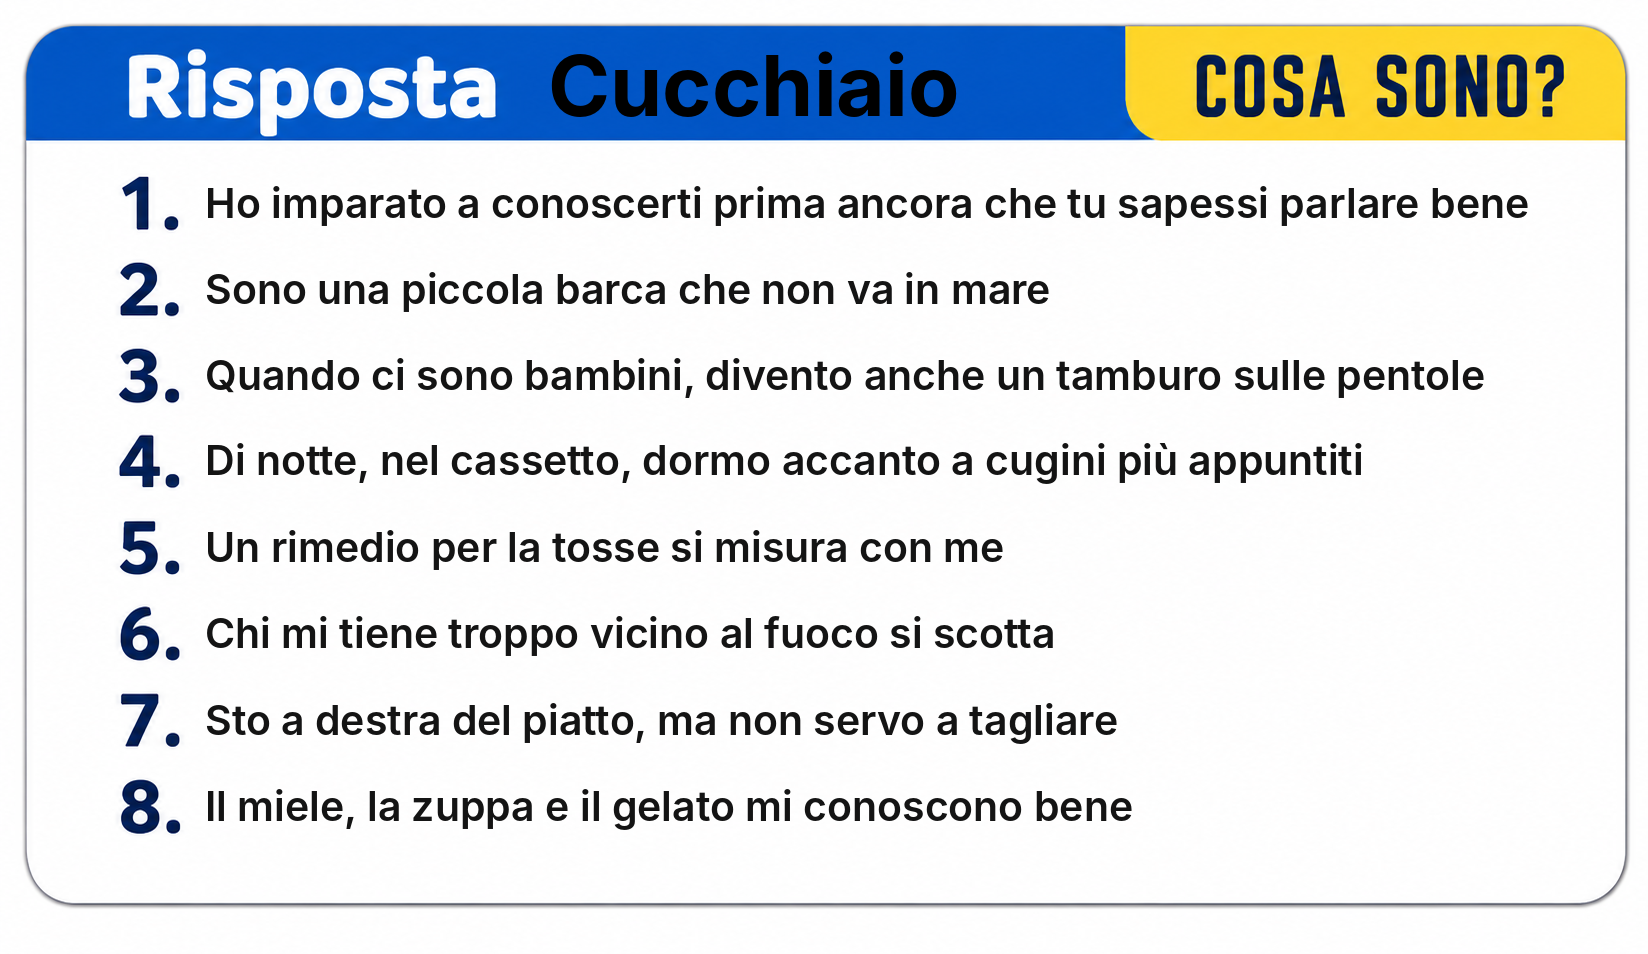 Risposta Cucchiaio COSA SONO?
1. Ho imparato a conoscerti prima ancora che tu sapessi parlare bene
2. Sono una piccola barca che non va in mare
3. Quando ci sono bambini, divento anche un tamburo sulle pentole
4. Di notte, nel cassetto, dormo accanto a cugini più appuntiti
5. Un rimedio per la tosse si misura con me
6. Chi mi tiene troppo vicino al fuoco si scotta
7. Sto a destra del piatto, ma non servo a tagliare
8. Il miele, la zuppa e il gelato mi conoscono bene